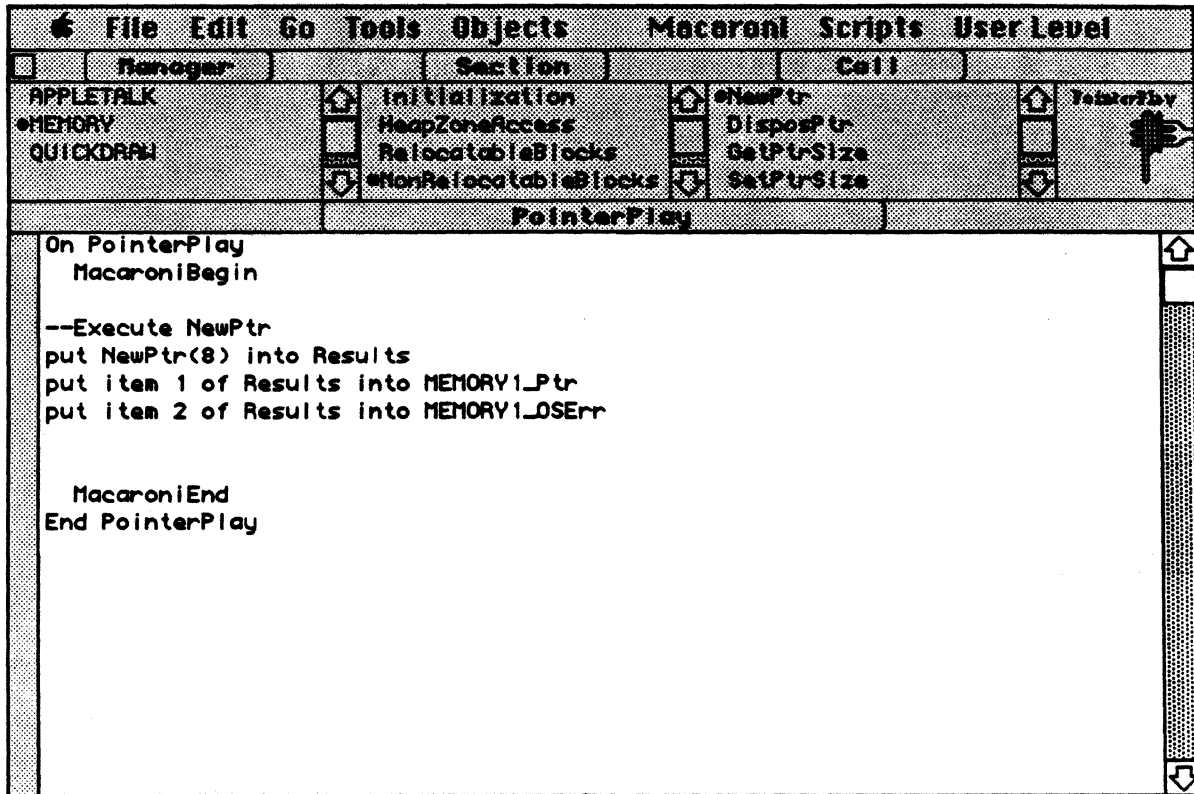 File Edit Go Tools Objects Macaroni Scripts User Level
Manager Section Call
APPLETALK
MEMORY
QUICKDRAW
Initialization
HeapZoneAccess
RelocatableBlocks
NonRelocatableBlocks
NewPtr
DisposPtr
GetPtrSize
SetPtrSize
PointerPlay
PointerPlay
On PointerPlay
MacaroniBegin
--Execute NewPtr
put NewPtr(8) into Results
put item 1 of Results into MEMORY1_Ptr
put item 2 of Results into MEMORY1_OSErr
MacaroniEnd
End PointerPlay